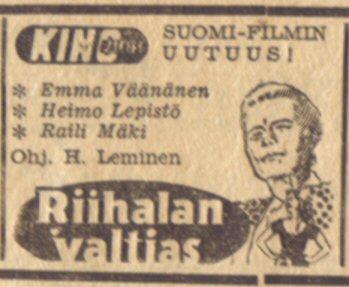 KINO
SUOMI-FILMIN
UUTUUS!
* Emma Väänänen
* Heimo Lepistö
* Raili Mäki
Ohj. H. Leminen
Riihalan
valtias